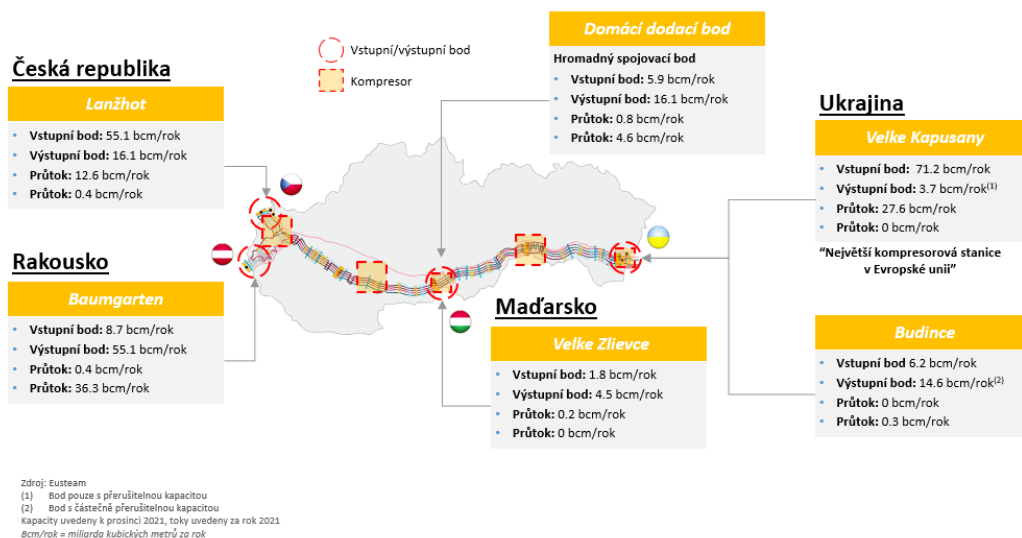 Vstupní/výstupní bod
Kompresor
Česká republika
Lanžhot
• Vstupní bod: 55.1 bcm/rok
• Výstupní bod: 16.1 bcm/rok
• Průtok: 12.6 bcm/rok
• Průtok: 0.4 bcm/rok
Rakousko
Baumgarten
• Vstupní bod: 8.7 bcm/rok
• Výstupní bod: 55.1 bcm/rok
• Průtok: 0.4 bcm/rok
• Průtok: 36.3 bcm/rok
Domácí dodací bod
Hromadný spojovací bod
• Vstupní bod: 5.9 bcm/rok
• Výstupní bod: 16.1 bcm/rok
• Průtok: 0.8 bcm/rok
• Průtok: 4.6 bcm/rok
Maďarsko
Velke Zlievce
• Vstupní bod: 1.8 bcm/rok
• Výstupní bod: 4.5 bcm/rok
• Průtok: 0.2 bcm/rok
• Průtok: 0 bcm/rok
Ukrajina
Velke Kapusany
• Vstupní bod: 71.2 bcm/rok
• Výstupní bod: 3.7 bcm/rok(1)
• Průtok: 27.6 bcm/rok
• Průtok: 0 bcm/rok
“Největší kompresorová stanice
v Evropské unii”
Budince
• Vstupní bod 6.2 bcm/rok
• Výstupní bod: 14.6 bcm/rok(2)
• Průtok: 0 bcm/rok
• Průtok: 0.3 bcm/rok
Zdroj: Eusteam
(1) Bod pouze s přerušitelnou kapacitou
(2) Bod s částečně přerušitelnou kapacitou
Kapacity uvedeny k prosinci 2021, toky uvedeny za rok 2021
Bcm/rok = miliarda kubických metrů za rok